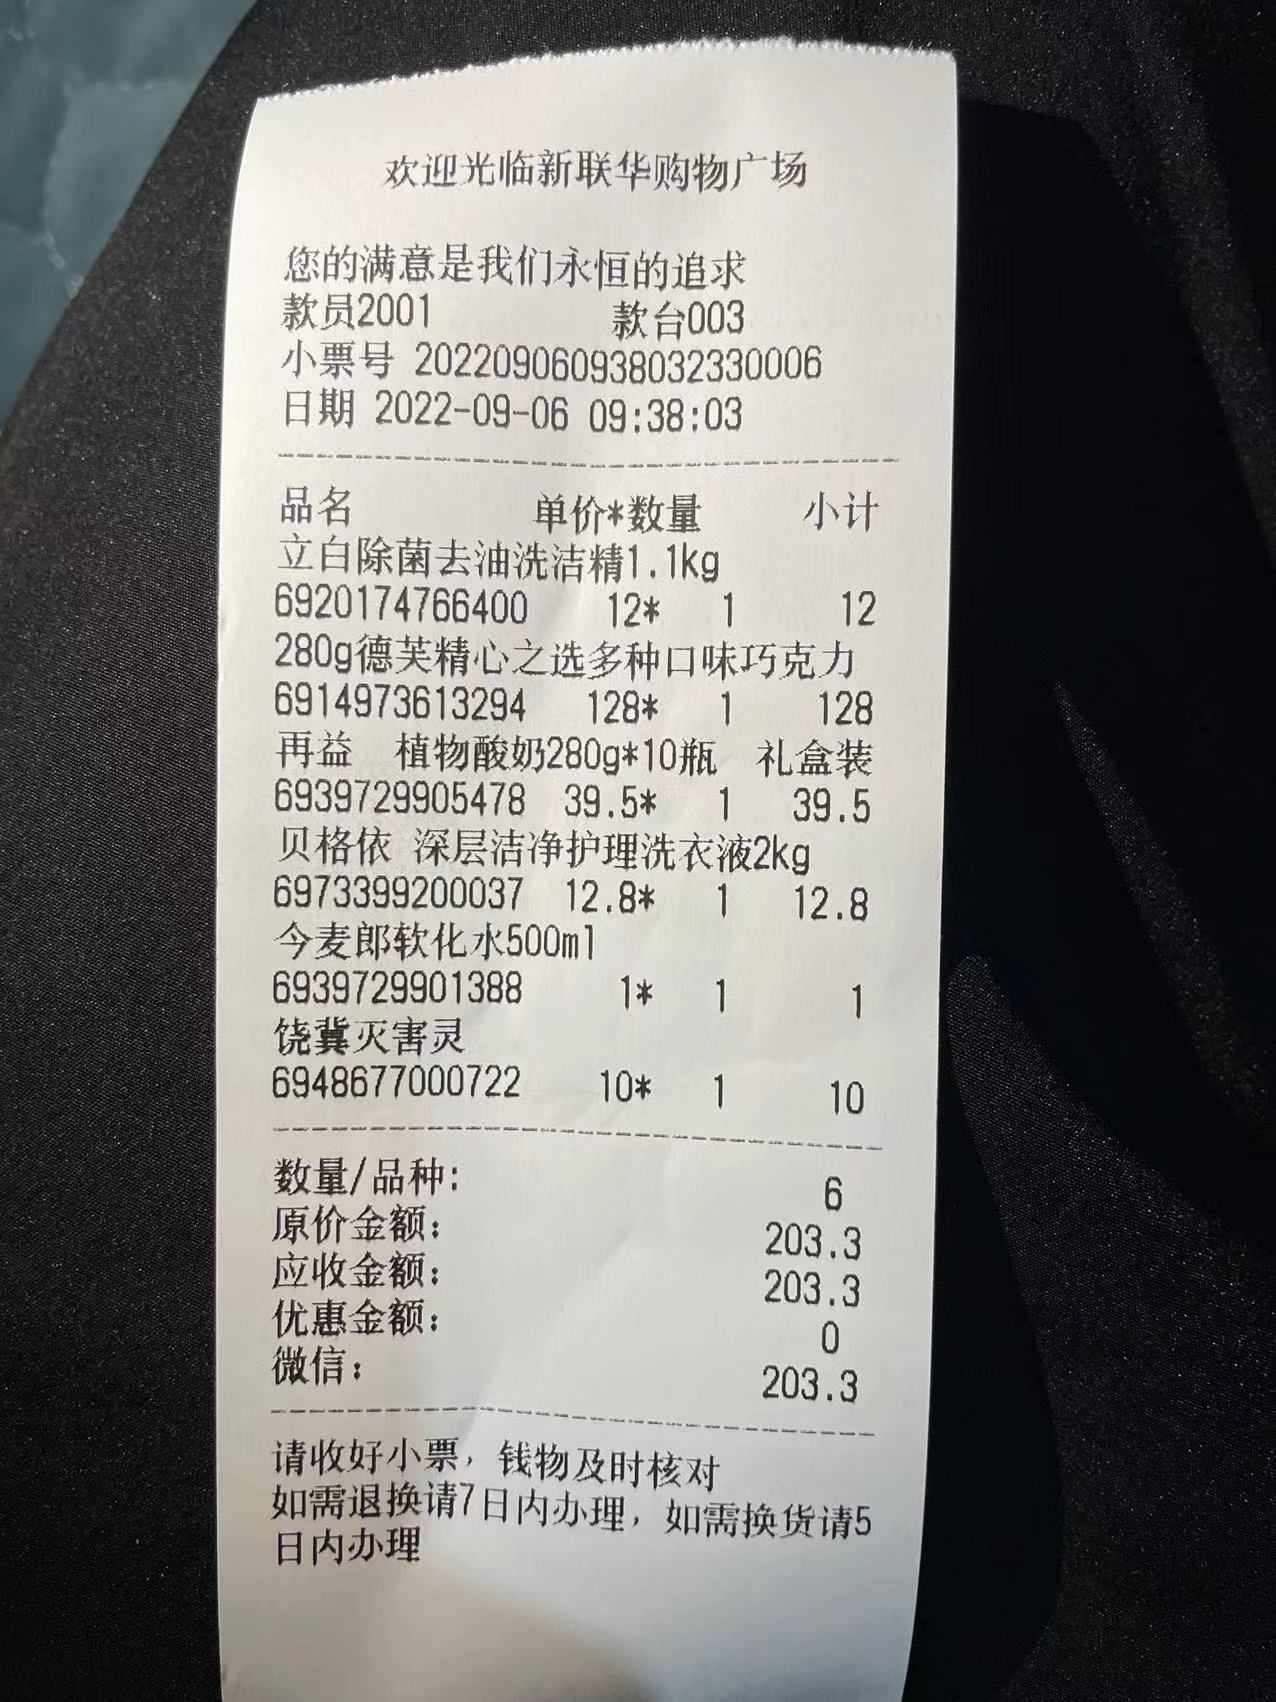 欢迎光临新联华购物广场
您的满意是我们永恒的追求
款员2001 款台003
小票号 202209060938032330006
日期 2022-09-06 09:38:03
品名 单价*数量 小计
立白除菌去油洗洁精1.1kg
6920174766400 12* 1 12
280g德芙精心之选多种口味巧克力
6914973613294 128* 1 128
再益 植物酸奶280g*10瓶 礼盒装
6939729905478 39.5* 1 39.5
贝格依 深层洁净护理洗衣液2kg
6973399200037 12.8* 1 12.8
今麦郎软化水500ml
6939729901388 1* 1 1
饶冀灭害灵
6948677000722 10* 1 10
数量/品种: 6
原价金额: 203.3
应收金额: 203.3
优惠金额: 0
微信: 203.3
请收好小票，钱物及时核对
如需退换请7日内办理，如需换货请5
日内办理